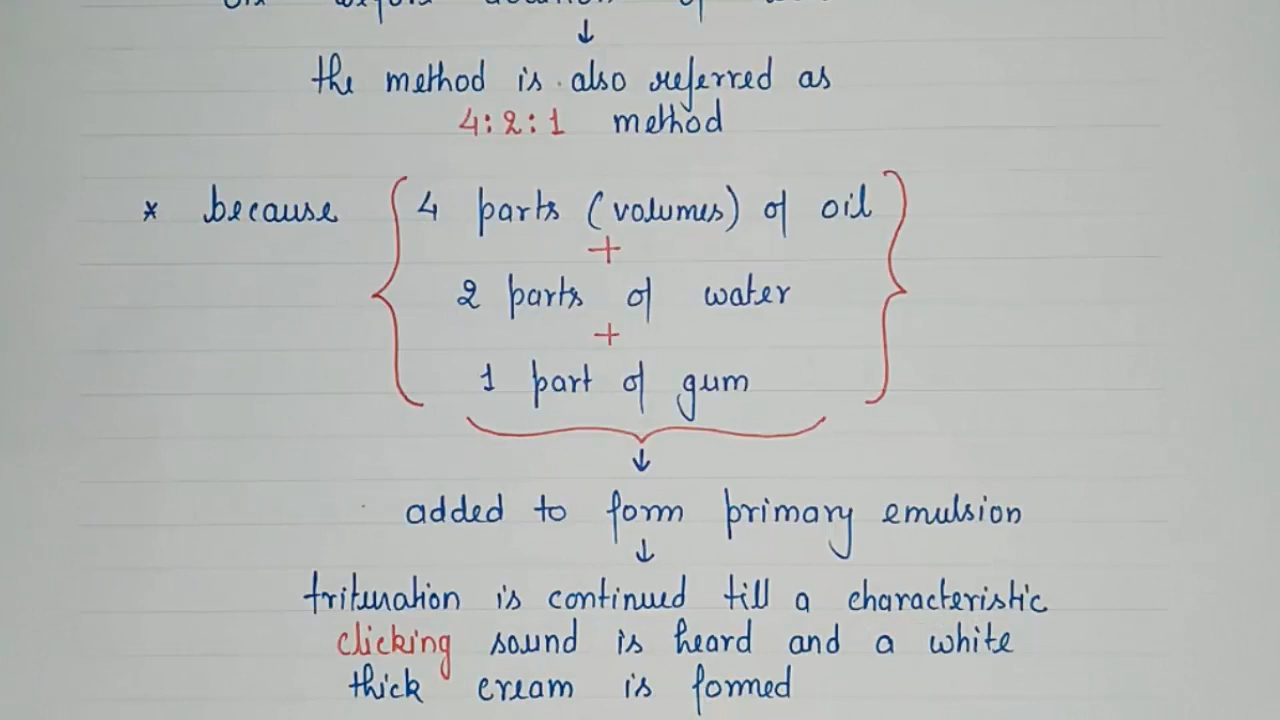 of
↓
the method is also referred as
4:2:1 method
* because { 4 parts (volumes) of oil
+
2 parts of water
+
1 part of gum }
↓
added to form primary emulsion
↓
trituration is continued till a characteristic
clicking sound is heard and a white
thick cream is formed